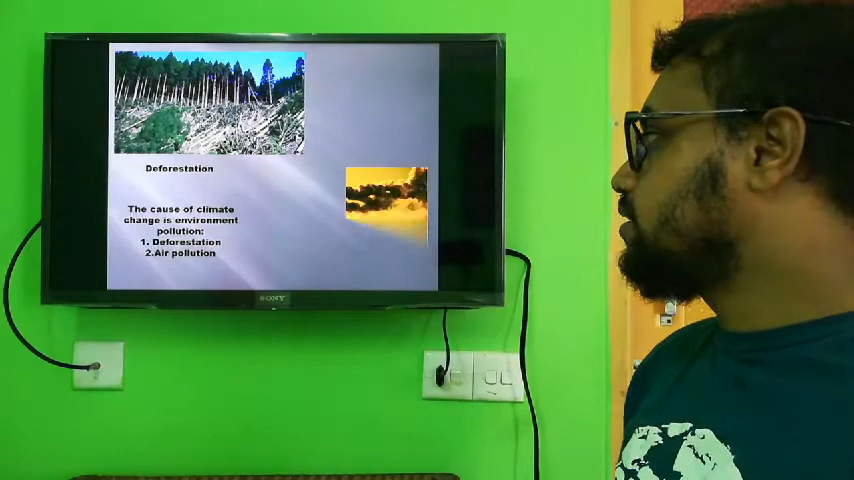 Deforestation
The cause of climate
change is environment
pollution:
1. Deforestation
2.Air pollution
SONY